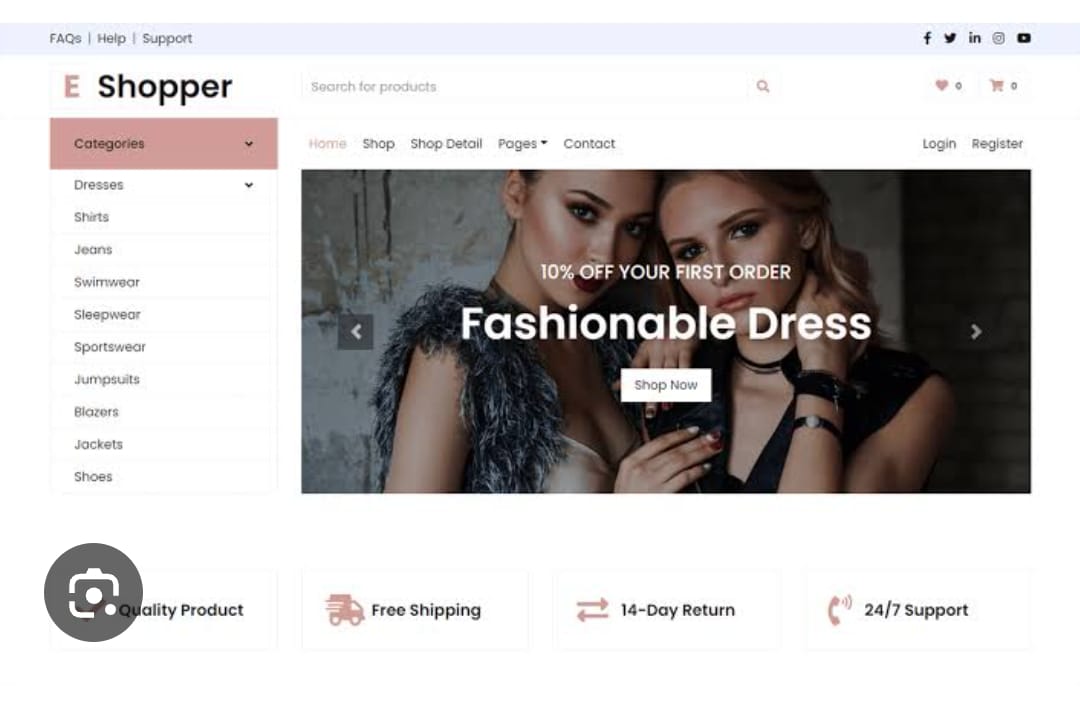 FAQs | Help | Support
E Shopper
Search for products
0
0
Categories
Home Shop Shop Detail Pages Contact
Login Register
Dresses
Shirts
Jeans
Swimwear
Sleepwear
Sportswear
Jumpsuits
Blazers
Jackets
Shoes
10% OFF YOUR FIRST ORDER
Fashionable Dress
Shop Now
Quality Product
Free Shipping
14-Day Return
24/7 Support